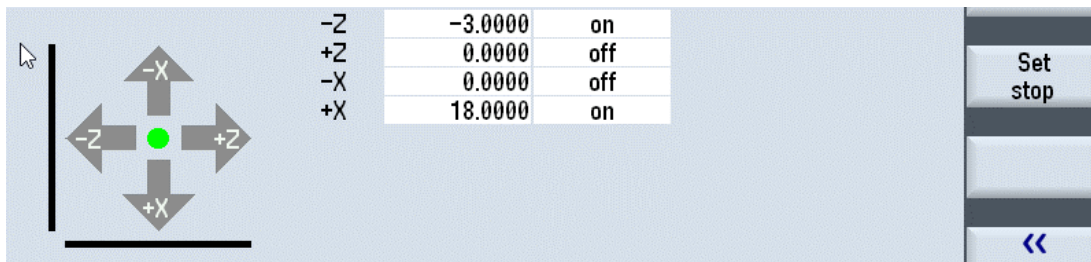 -Z -3.0000 on
+Z 0.0000 off
-X 0.0000 off
+X 18.0000 on
-X
-Z +Z
+X
Set
stop
<<